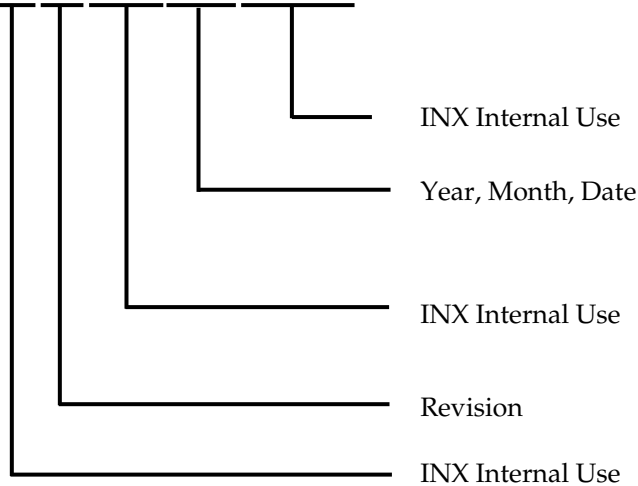 INX Internal Use
Year, Month, Date
INX Internal Use
Revision
INX Internal Use